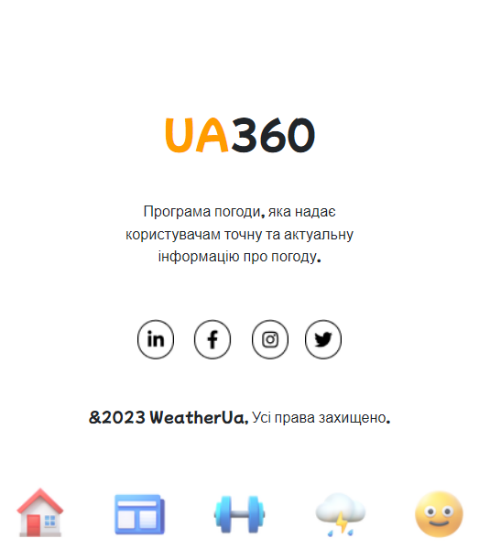 UA360
Програма погоди, яка надає
користувачам точну та актуальну
інформацію про погоду.
in f
&2023 WeatherUa, Усі права захищено.